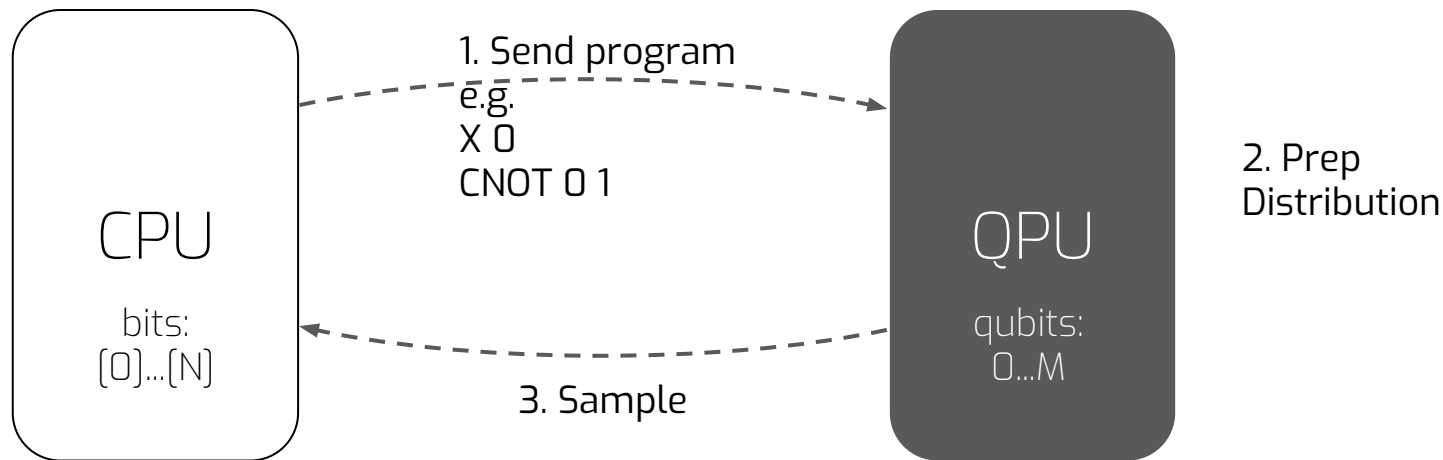 1. Send program
e.g.
X 0
CNOT 0 1
CPU
bits:
[0]...[N]
QPU
qubits:
0...M
2. Prep
Distribution
3. Sample